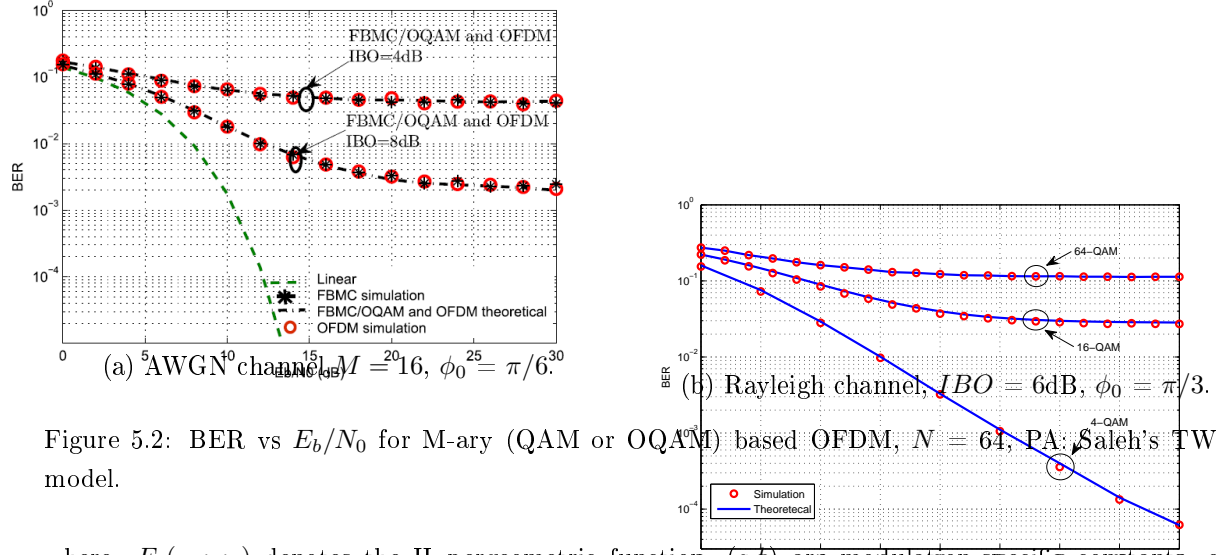 10^0
10^-1
10^-2
10^-3
10^-4
BER
FBMC/OQAM and OFDM
IBO=4dB
FBMC/OQAM and OFDM
IBO=8dB
Linear
FBMC simulation
FBMC/OQAM and OFDM theoretical
OFDM simulation
0 5 10 15 20 25 30
Eb/N0 (dB)
(a) AWGN channel, M = 16, φ0 = π/6.
10^0
10^-1
10^-2
10^-3
10^-4
BER
64-QAM
16-QAM
4-QAM
Simulation
Theoretecal
(b) Rayleigh channel, IBO = 6dB, φ0 = π/3.
Figure 5.2: BER vs Eb/N0 for M-ary (QAM or OQAM) based OFDM, N = 64, PA: Saleh's TW
model.
denotes the function